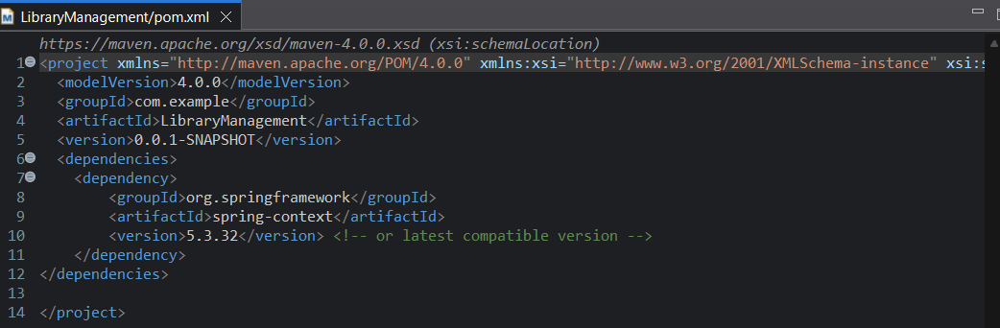 LibraryManagement/pom.xml
https://maven.apache.org/xsd/maven-4.0.0.xsd (xsi:schemaLocation)
1 <project xmlns="http://maven.apache.org/POM/4.0.0" xmlns:xsi="http://www.w3.org/2001/XMLSchema-instance" xsi:s
2 <modelVersion>4.0.0</modelVersion>
3 <groupId>com.example</groupId>
4 <artifactId>LibraryManagement</artifactId>
5 <version>0.0.1-SNAPSHOT</version>
6 <dependencies>
7 <dependency>
8 <groupId>org.springframework</groupId>
9 <artifactId>spring-context</artifactId>
10 <version>5.3.32</version> <!-- or latest compatible version -->
11 </dependency>
12 </dependencies>
13
14 </project>